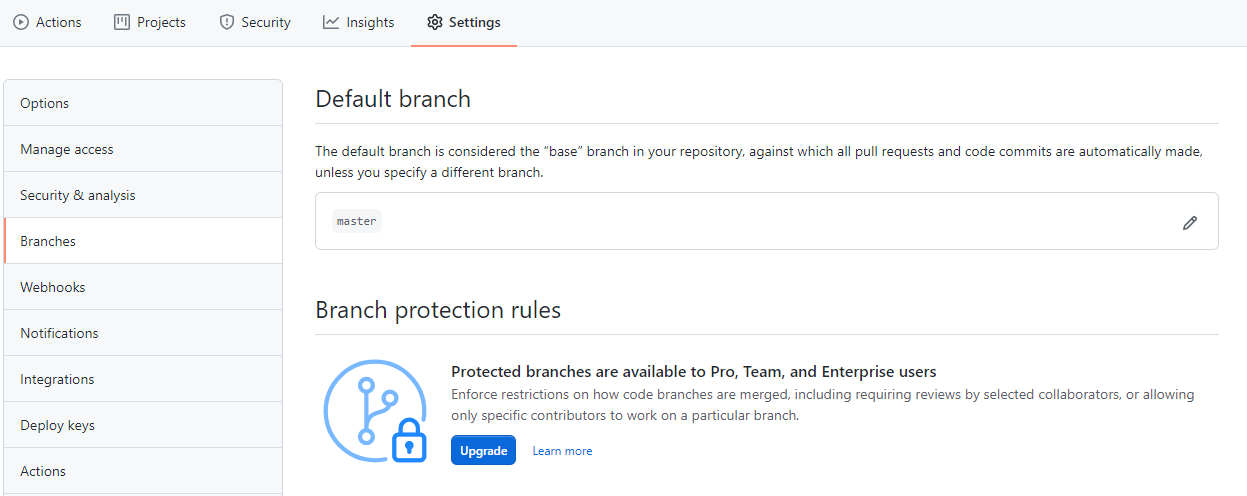 Actions
Projects
Security
Insights
Settings
Options
Manage access
Security & analysis
Branches
Webhooks
Notifications
Integrations
Deploy keys
Actions
Default branch
The default branch is considered the “base” branch in your repository, against which all pull requests and code commits are automatically made,
unless you specify a different branch.
master
Branch protection rules
Protected branches are available to Pro, Team, and Enterprise users
Enforce restrictions on how code branches are merged, including requiring reviews by selected collaborators, or allowing
only specific contributors to work on a particular branch.
Upgrade
Learn more